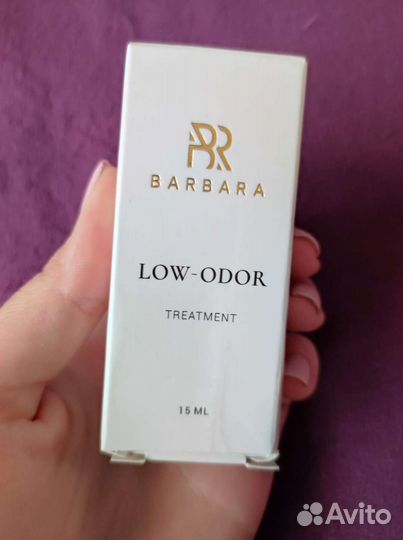 BR
BARBARA
LOW-ODOR
TREATMENT
15 ML
Avito